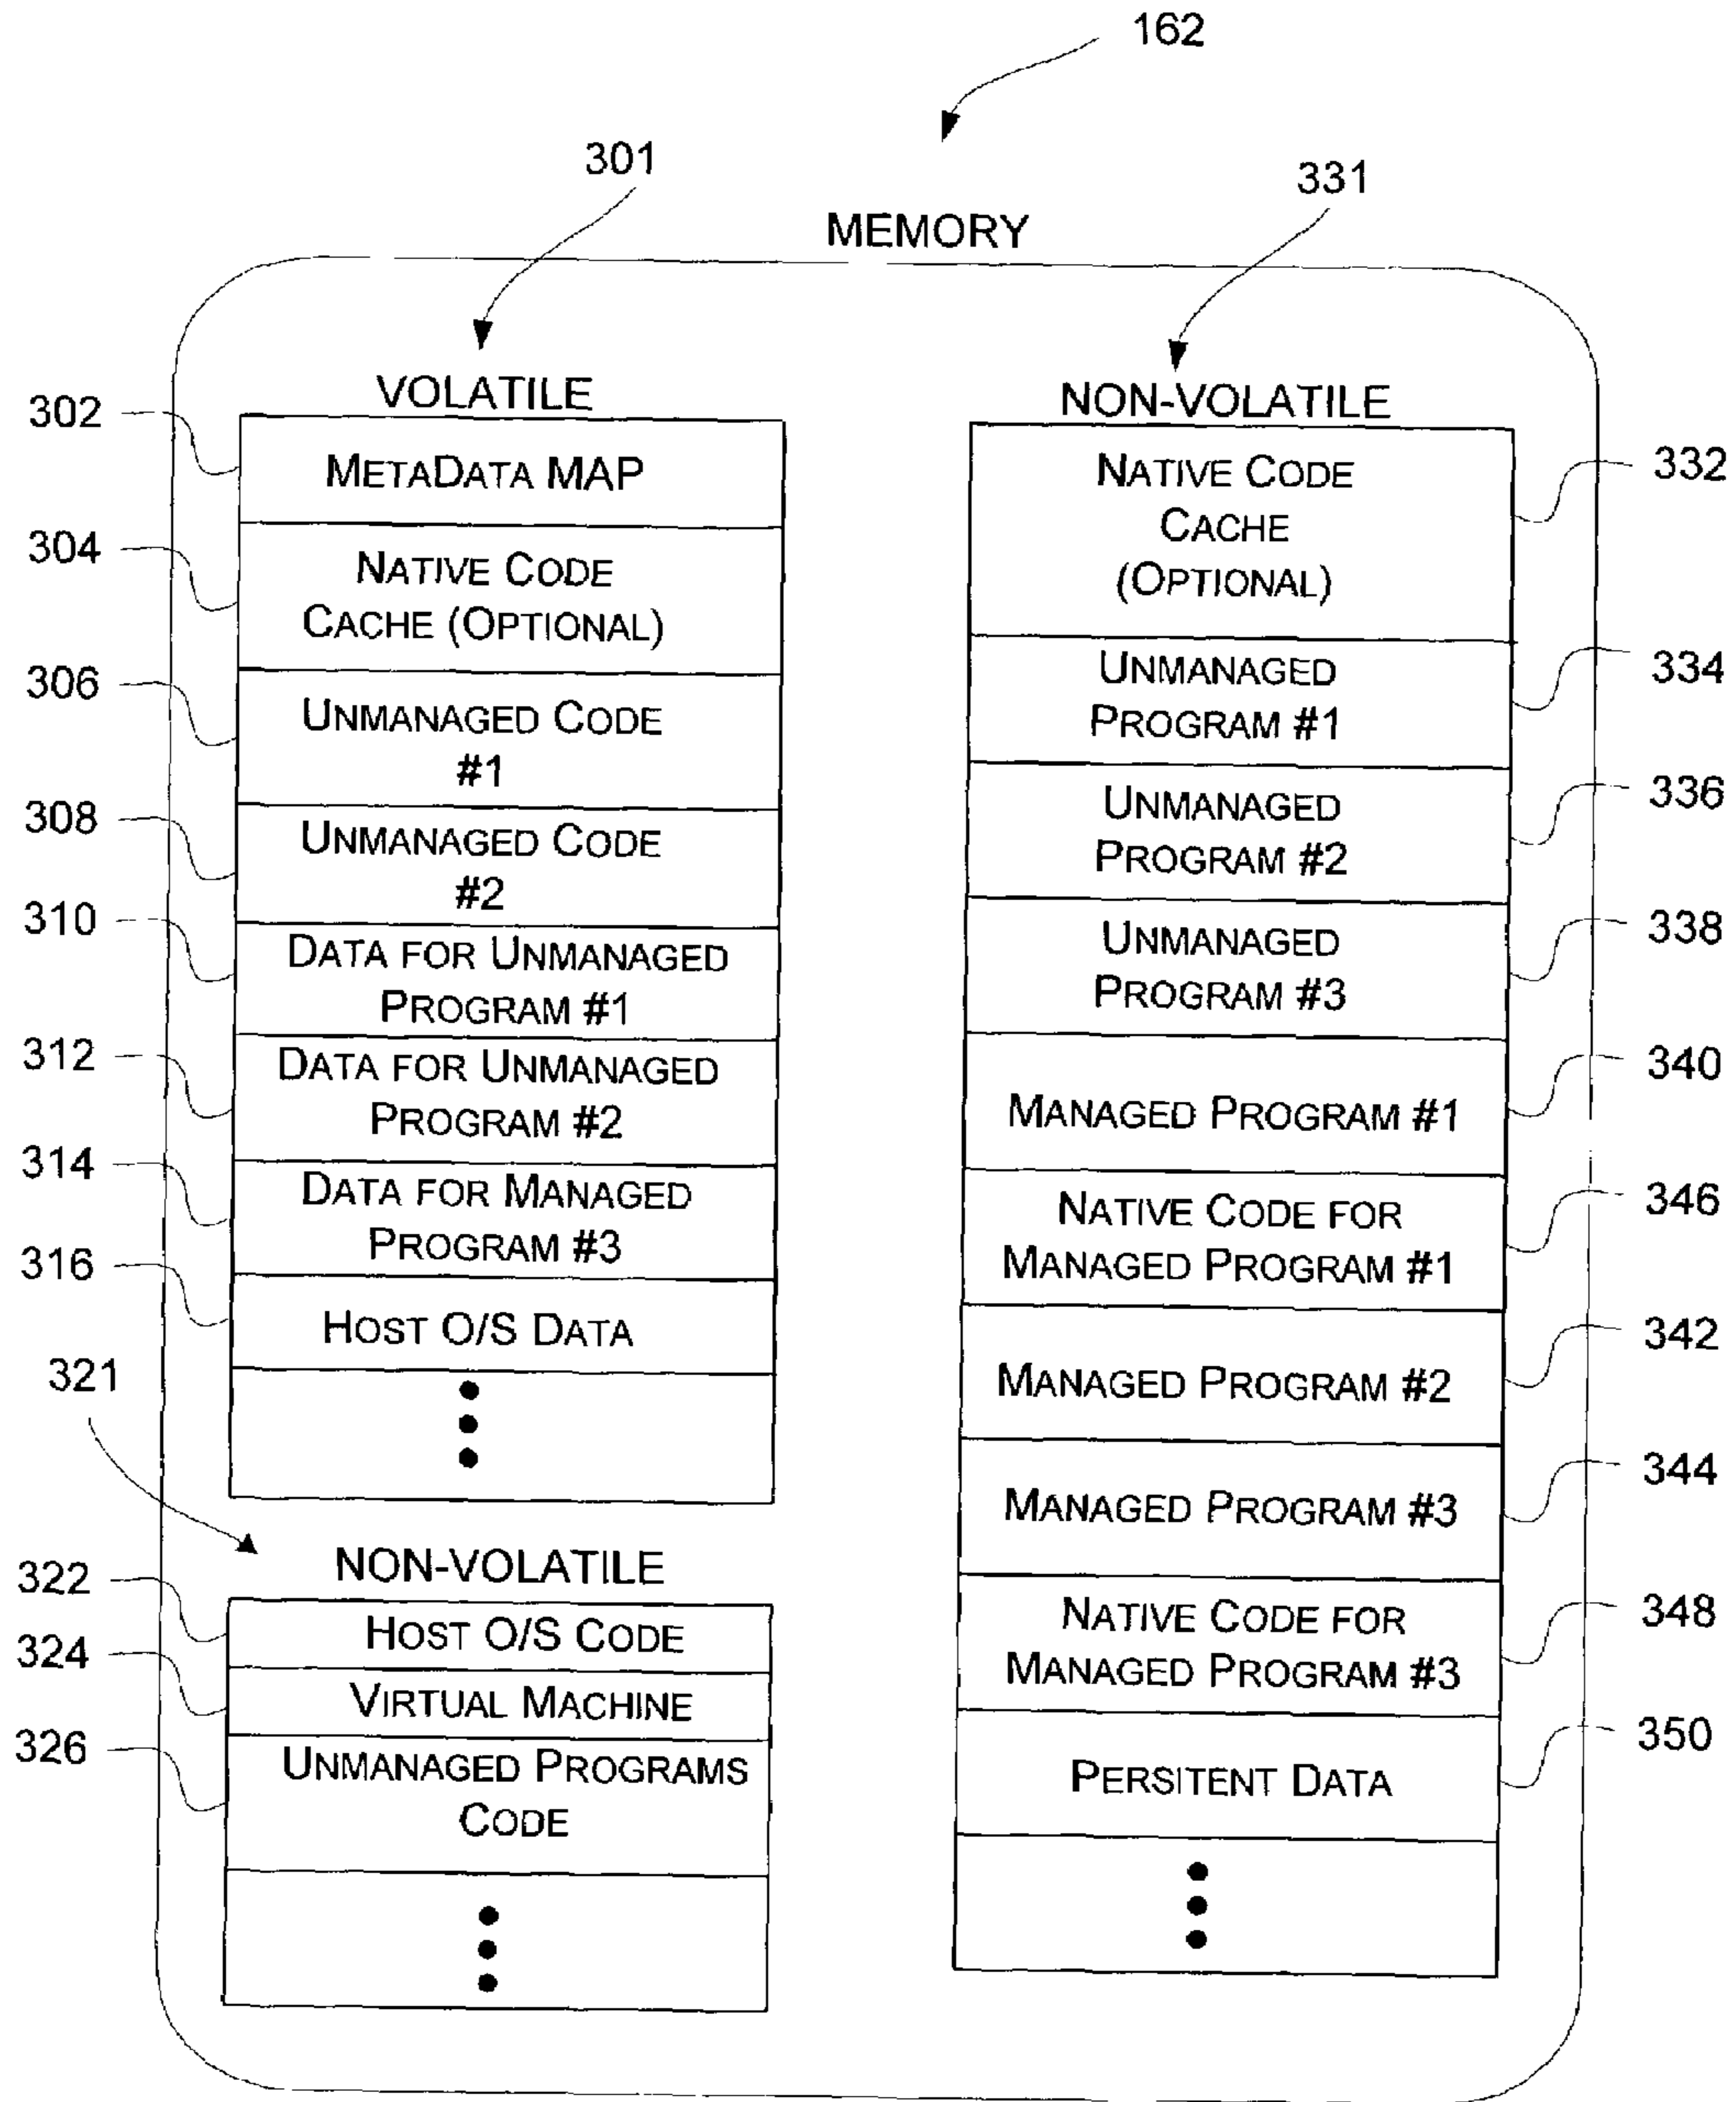 162
301
331
MEMORY
VOLATILE
302
METADATA MAP
304
NATIVE CODE
CACHE (OPTIONAL)
306
UNMANAGED CODE
#1
308
UNMANAGED CODE
#2
310
DATA FOR UNMANAGED
PROGRAM #1
312
DATA FOR UNMANAGED
PROGRAM #2
314
DATA FOR MANAGED
PROGRAM #3
316
HOST O/S DATA
321
NON-VOLATILE
322
HOST O/S CODE
324
VIRTUAL MACHINE
326
UNMANAGED PROGRAMS
CODE
NON-VOLATILE
NATIVE CODE
CACHE
(OPTIONAL)
332
UNMANAGED
PROGRAM #1
334
UNMANAGED
PROGRAM #2
336
UNMANAGED
PROGRAM #3
338
MANAGED PROGRAM #1
340
NATIVE CODE FOR
MANAGED PROGRAM #1
346
MANAGED PROGRAM #2
342
MANAGED PROGRAM #3
344
NATIVE CODE FOR
MANAGED PROGRAM #3
348
PERSITENT DATA
350